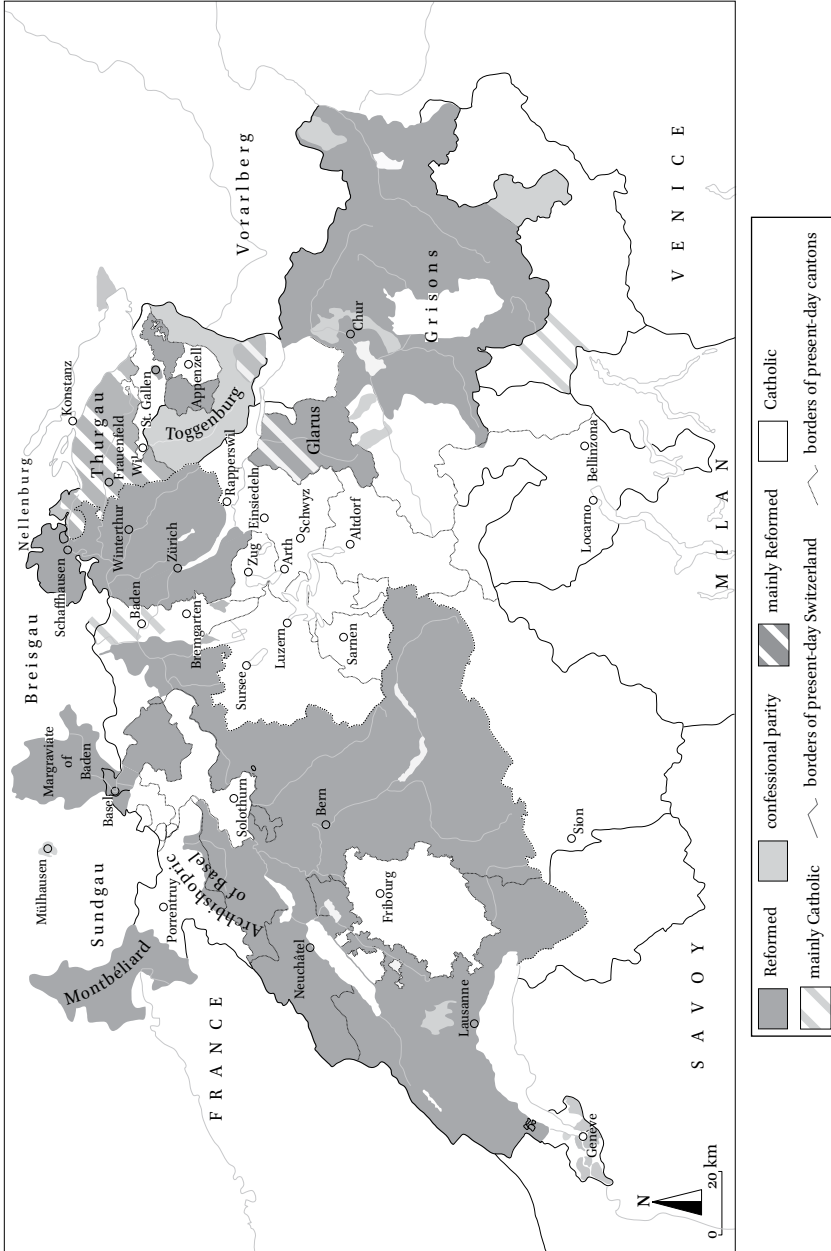 Nellenburg
Breisgau
Konstanz
Schaffhausen
Thurgau
Frauenfeld
Margraviate
of
Baden
Mülhausen
Basel
Sundgau
Montbéliard
Porrentruy
Archbishopric
of Basel
Winterthur
Wil
St. Gallen
Vorarlberg
Baden
Zürich
Appenzell
Toggenburg
Bremgarten
Rapperswil
FRANCE
Solothurn
Sursee
Zug
Einsiedeln
Luzern
Arth
Schwyz
Glarus
Neuchâtel
Bern
Sarnen
Altdorf
Chur
Fribourg
Grisons
Lausanne
Sion
Locarno
Bellinzona
Genève
SAVOY
MILAN
VENICE
N
0 20 km
Reformed
confessional parity
mainly Reformed
Catholic
mainly Catholic
borders of present-day Switzerland
borders of present-day cantons